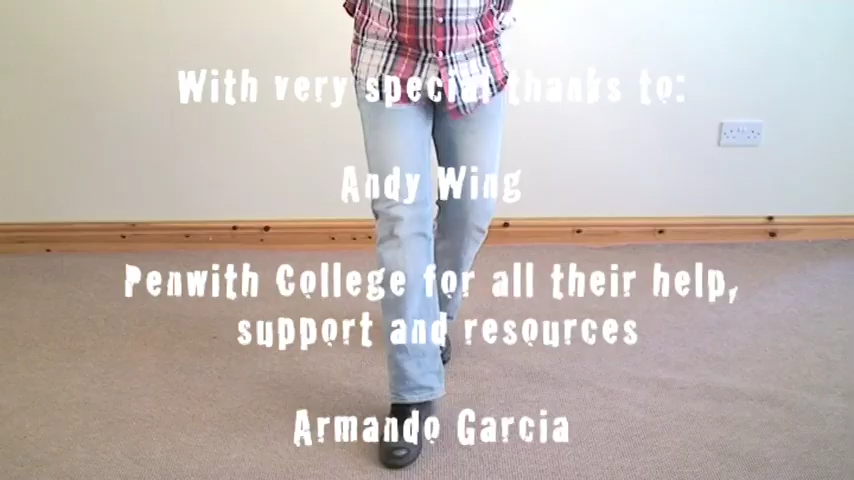 With very special thanks to:
Andy Wing
Penwith College for all their help,
support and resources
Armando Garcia